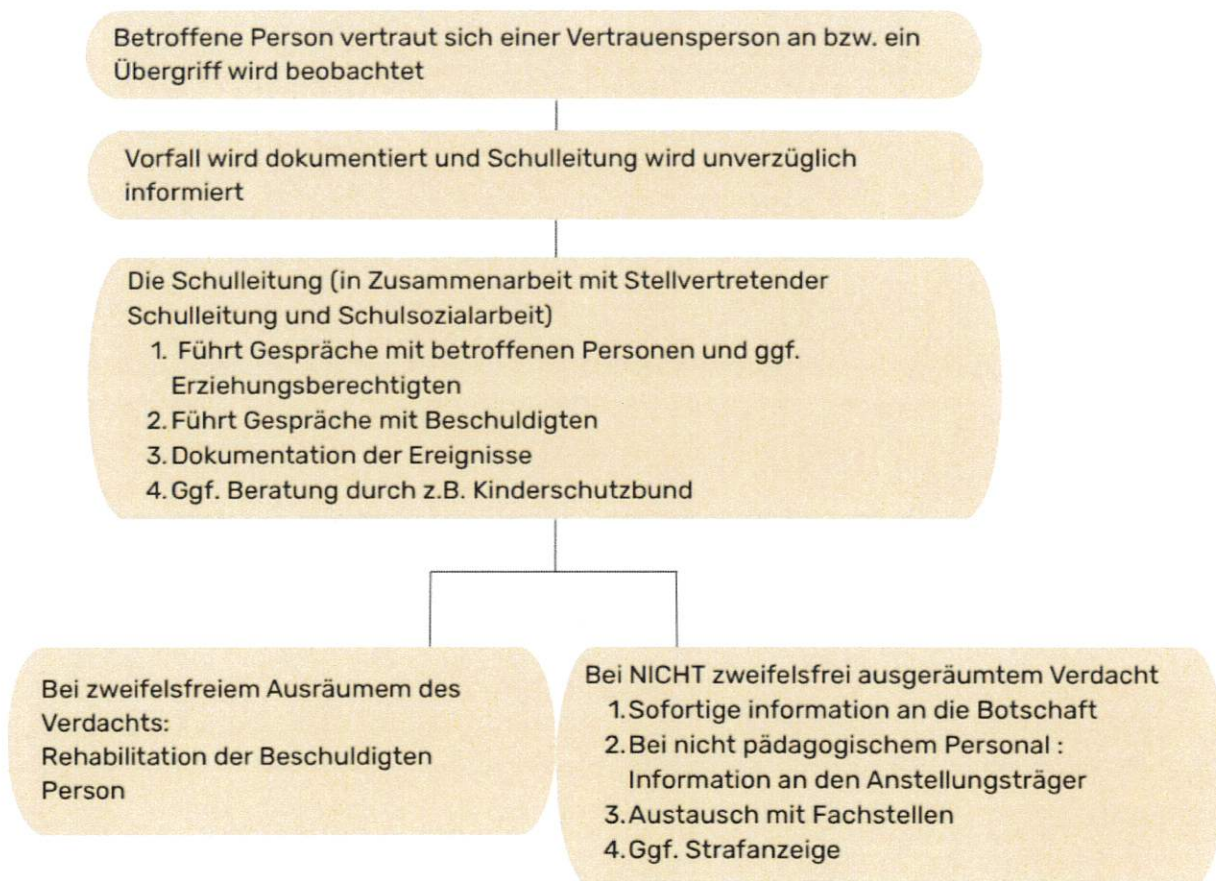 Betroffene Person vertraut sich einer Vertrauensperson an bzw. ein
Übergriff wird beobachtet
Vorfall wird dokumentiert und Schulleitung wird unverzüglich
informiert
Die Schulleitung (in Zusammenarbeit mit Stellvertretender
Schulleitung und Schulsozialarbeit)
1. Führt Gespräche mit betroffenen Personen und ggf.
Erziehungsberechtigten
2. Führt Gespräche mit Beschuldigten
3. Dokumentation der Ereignisse
4. Ggf. Beratung durch z.B. Kinderschutzbund
Bei zweifelsfreiem Ausräumem des
Verdachts:
Rehabilitation der Beschuldigten
Person
Bei NICHT zweifelsfrei ausgeräumtem Verdacht
1. Sofortige information an die Botschaft
2. Bei nicht pädagogischem Personal :
Information an den Anstellungsträger
3. Austausch mit Fachstellen
4. Ggf. Strafanzeige